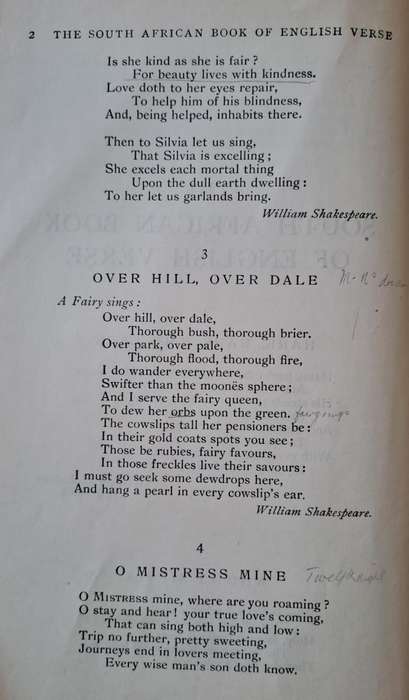 2 THE SOUTH AFRICAN BOOK OF ENGLISH VERSE
Is she kind as she is fair?
For beauty lives with kindness.
Love doth to her eyes repair,
To help him of his blindness,
And, being helped, inhabits there.
Then to Silvia let us sing,
That Silvia is excelling;
She excels each mortal thing
Upon the dull earth dwelling:
To her let us garlands bring.
William Shakespeare.
3
OVER HILL, OVER DALE
A Fairy sings:
Over hill, over dale,
Thorough bush, thorough brier.
Over park, over pale,
Thorough flood, thorough fire,
I do wander everywhere,
Swifter than the moonës sphere;
And I serve the fairy queen,
To dew her orbs upon the green.
The cowslips tall her pensioners be:
In their gold coats spots you see;
Those be rubies, fairy favours,
In those freckles live their savours:
I must go seek some dewdrops here,
And hang a pearl in every cowslip's ear.
William Shakespeare.
4
O MISTRESS MINE
O MISTRESS mine, where are you roaming?
O stay and hear! your true love's coming,
That can sing both high and low:
Trip no further, pretty sweeting,
Journeys end in lovers meeting,
Every wise man's son doth know.